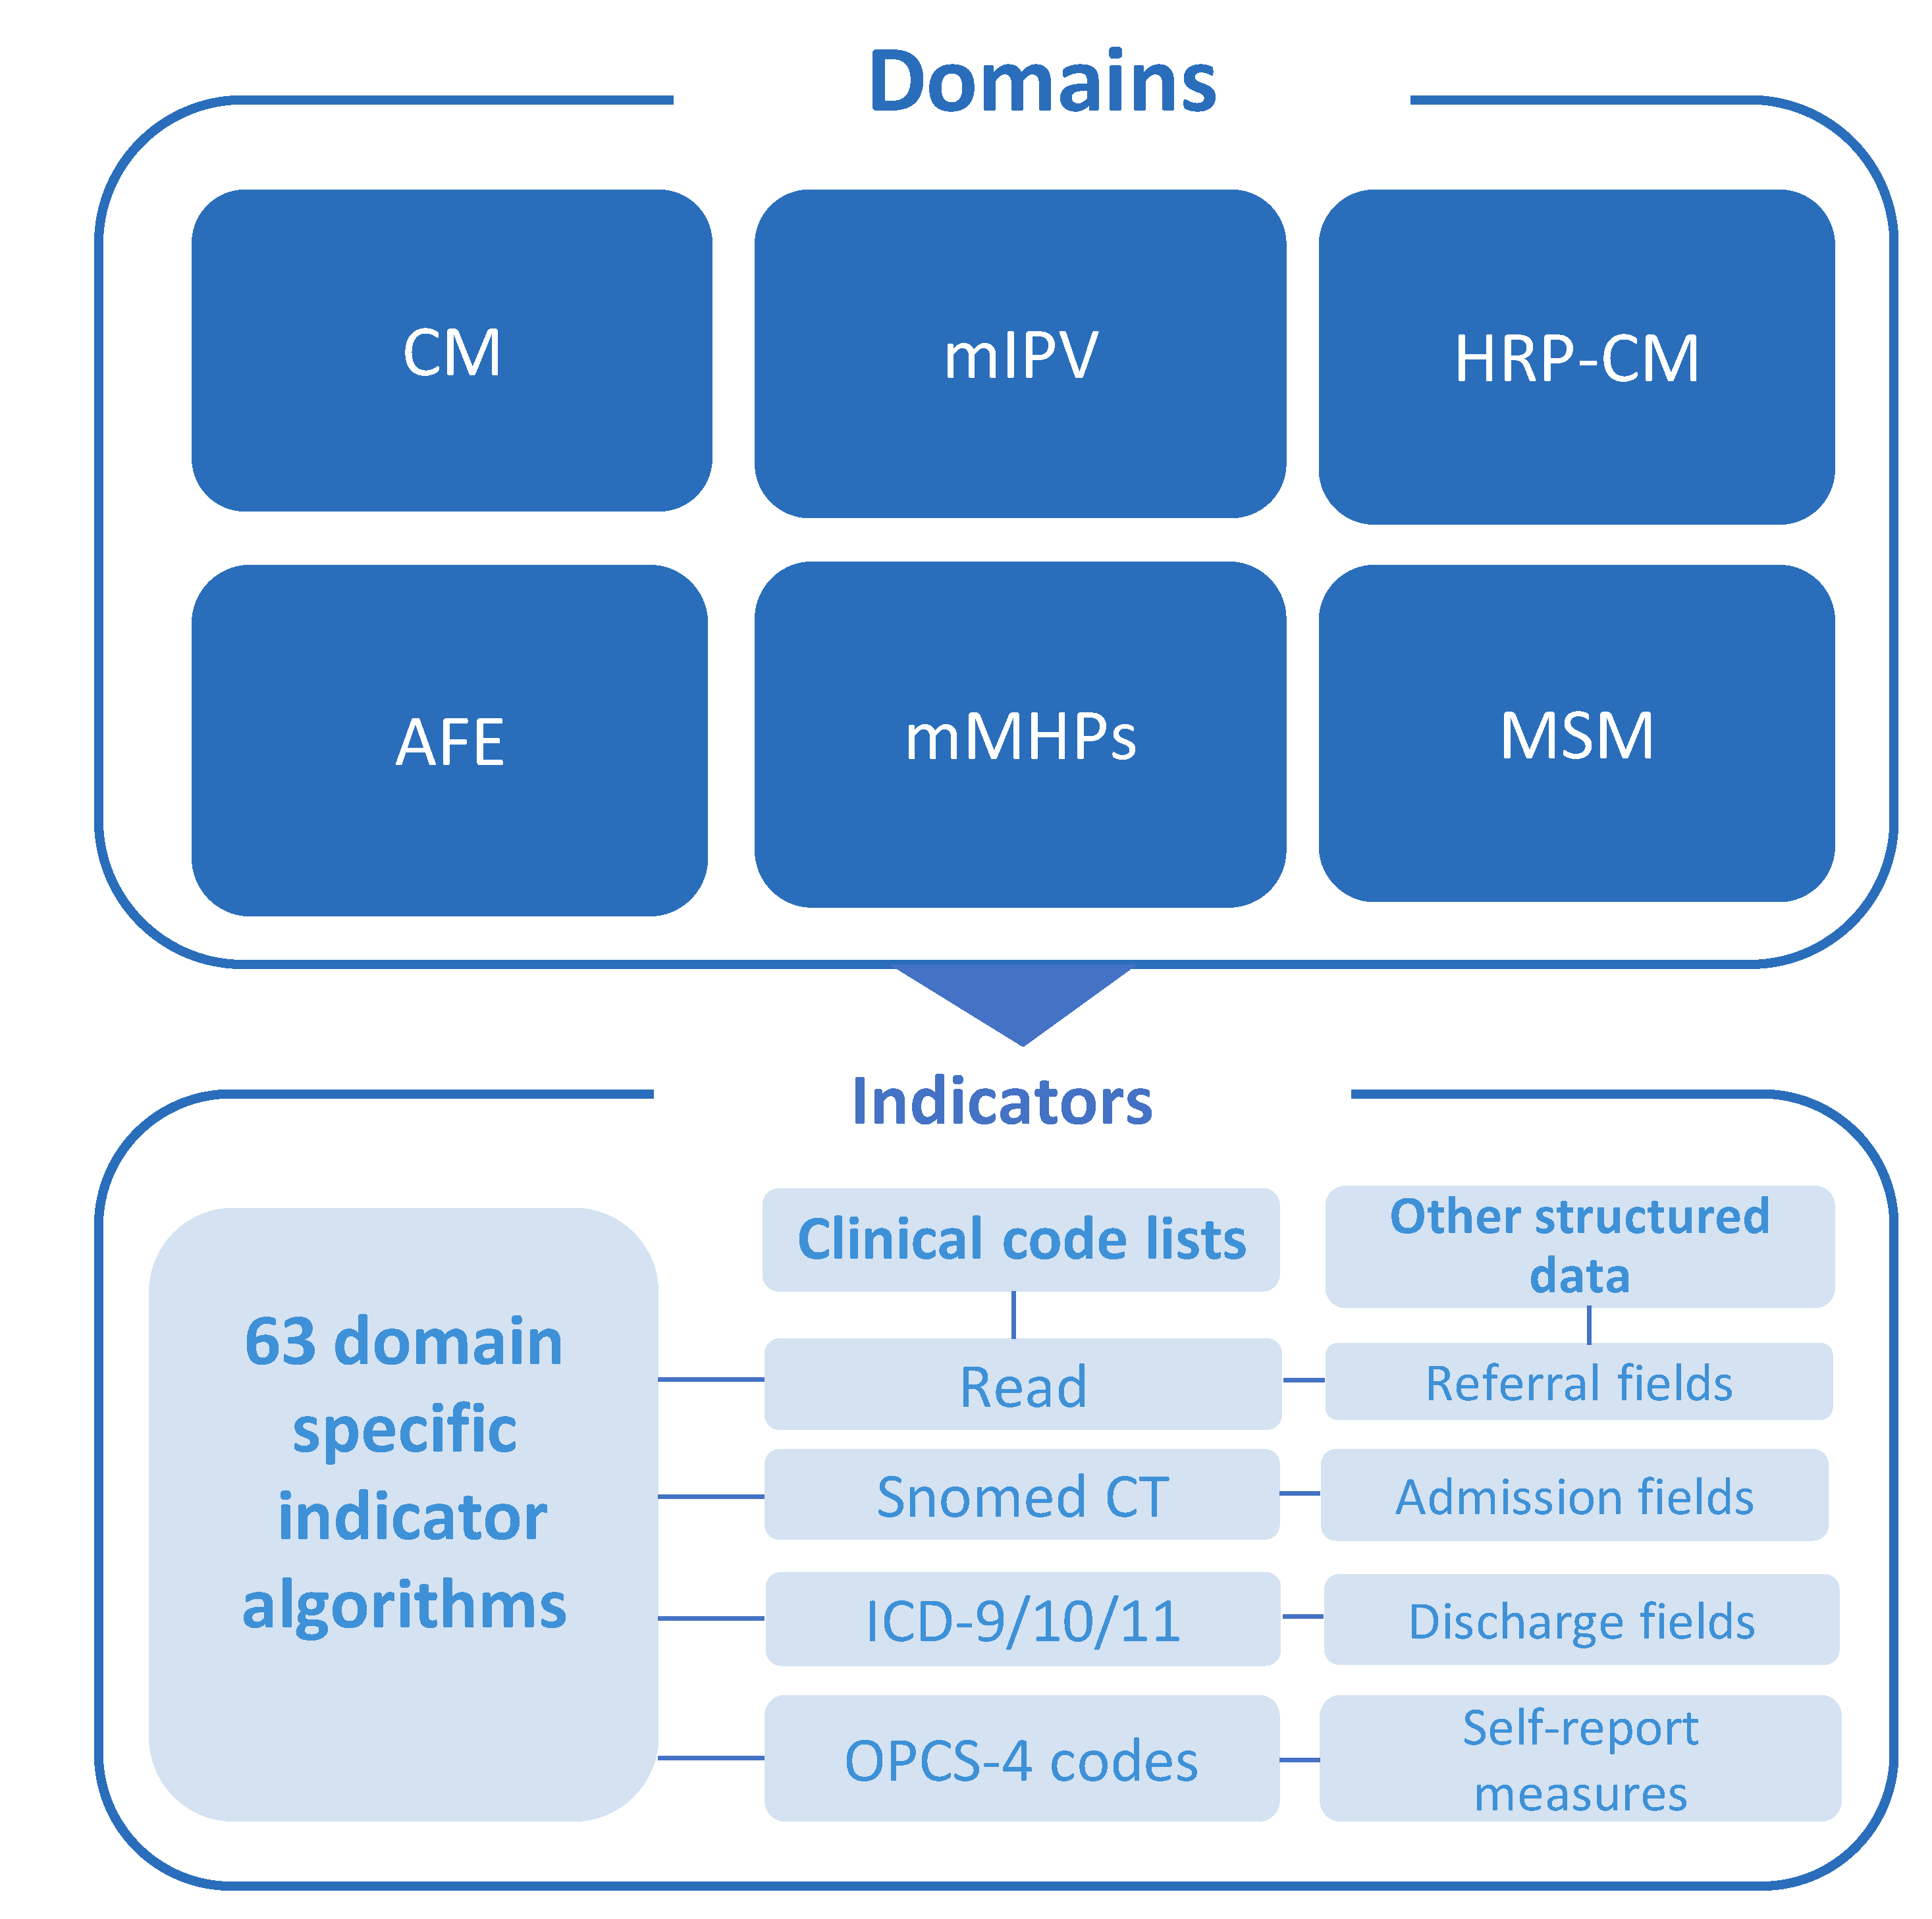 Domains
CM
mIPV
HRP-CM
AFE
mMHPs
MSM
Indicators
63 domain
specific
indicator
algorithms
Clinical code lists
Read
Snomed CT
ICD-9/10/11
OPCS-4 codes
Other structured
data
Referral fields
Admission fields
Discharge fields
Self-report
measures